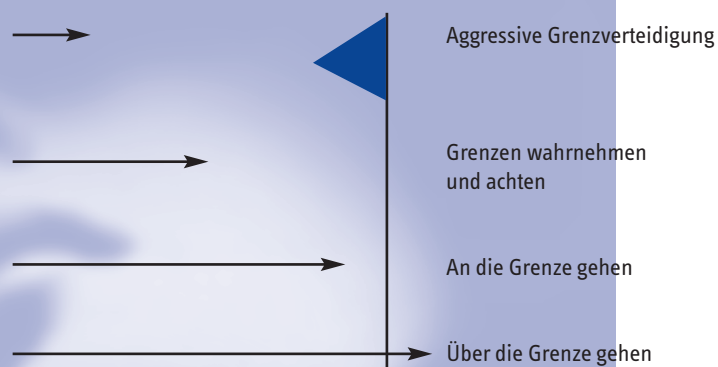 Aggressive Grenzverteidigung
Grenzen wahrnehmen
und achten
An die Grenze gehen
Über die Grenze gehen